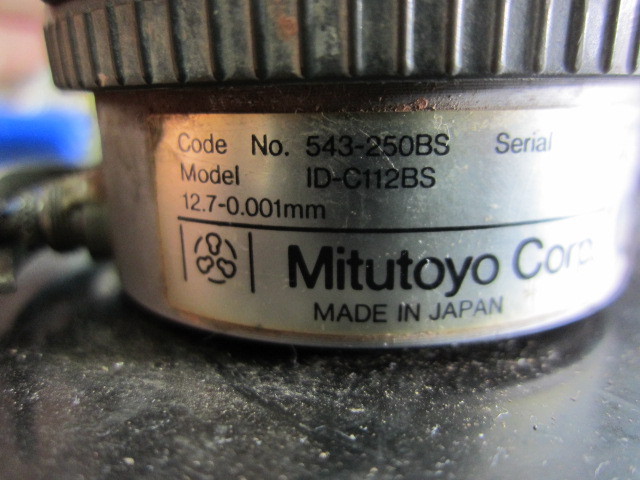 Code No. 543-250BS Serial
Model ID-C112BS
12.7-0.001mm
Mitutoyo Corp
MADE IN JAPAN